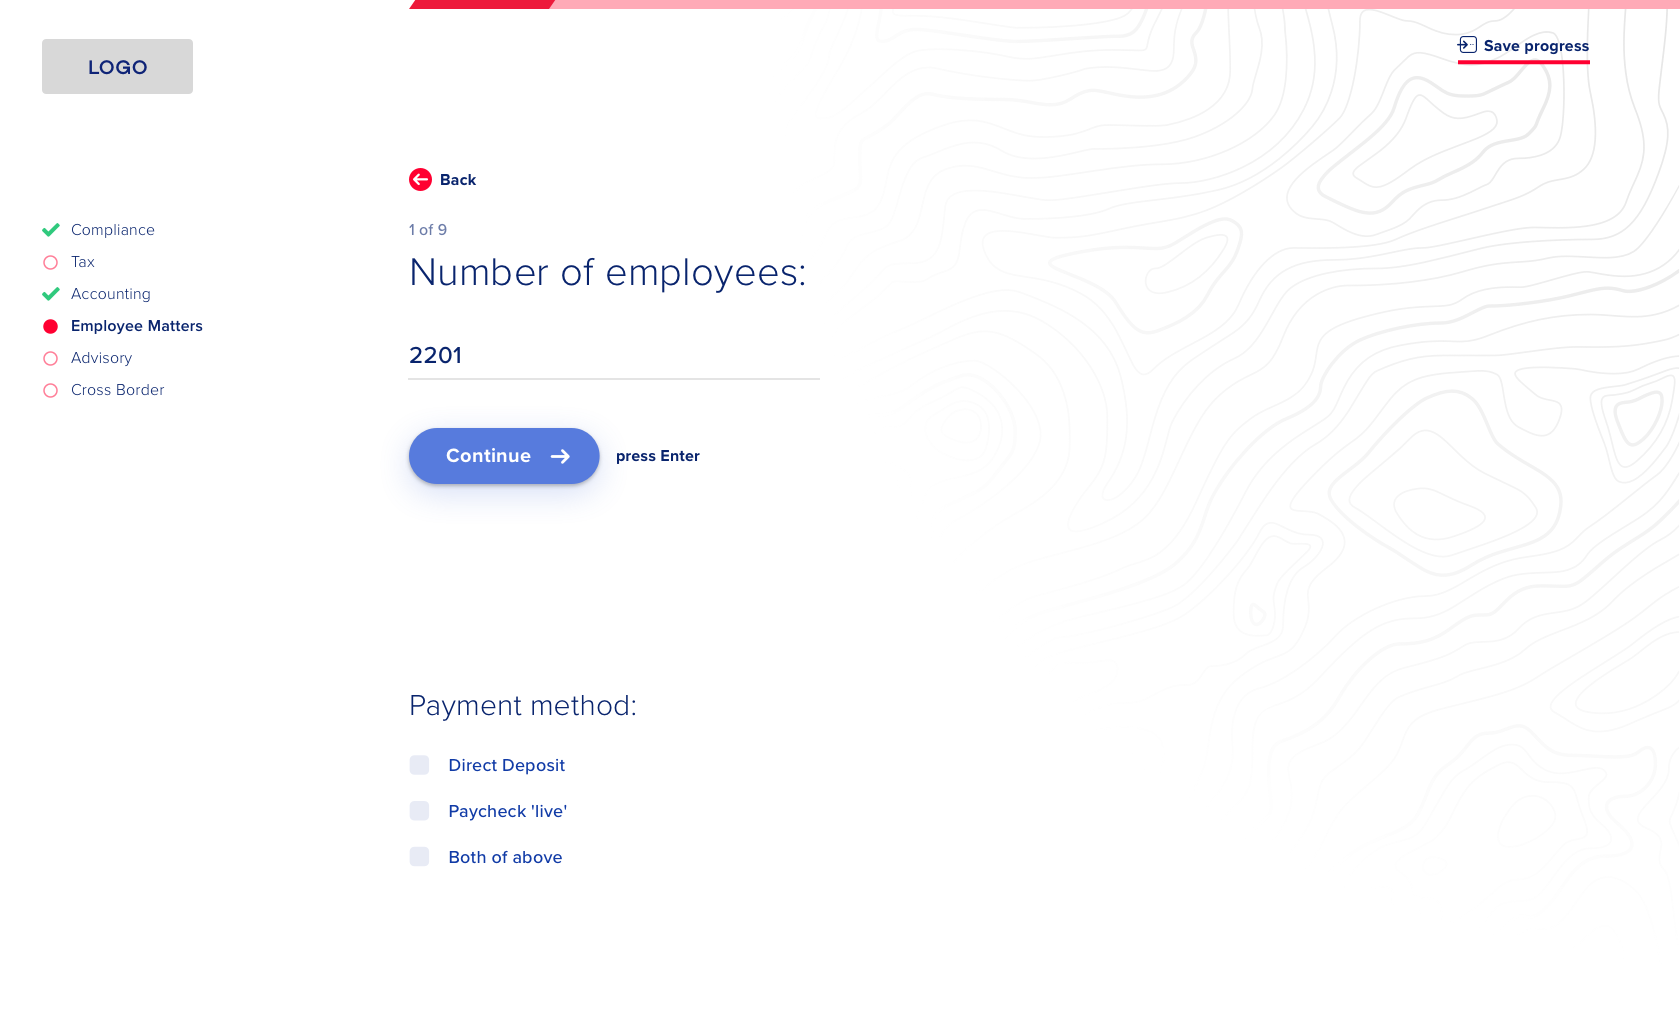 LOGO
Save progress
Compliance
Tax
Accounting
Employee Matters
Advisory
Cross Border
Back
1 of 9
Number of employees:
2201
Continue
press Enter
Payment method:
Direct Deposit
Paycheck 'live'
Both of above